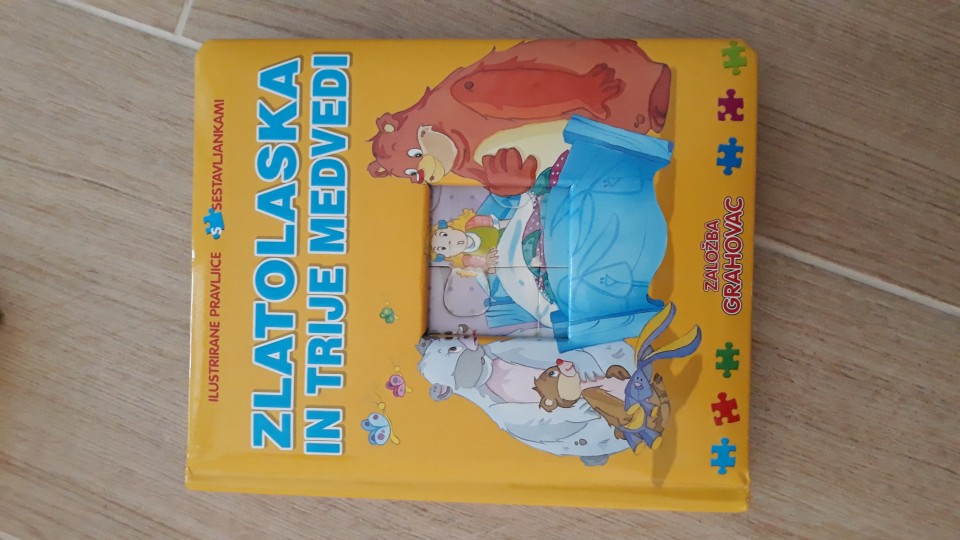 ILUSTRIRANE PRAVLJICE S SESTAVLJANKAMI
ZLATOLASKA
IN TRIJE MEDVEDI
ZALOŽBA
GRAHOVAC